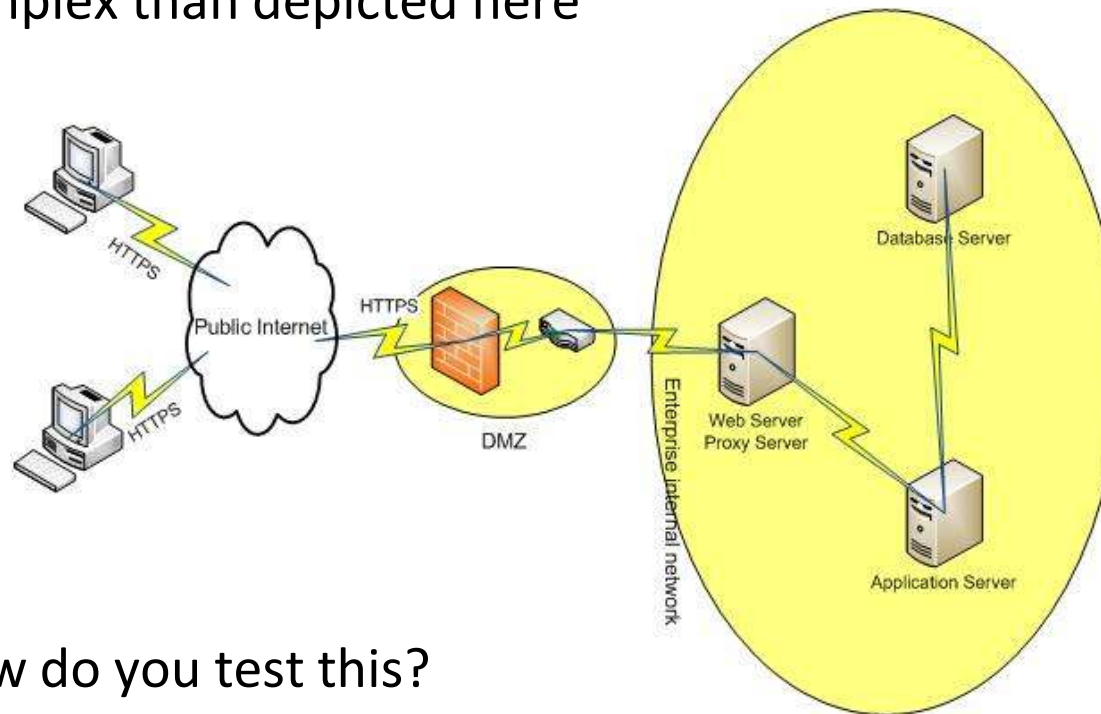 than depicted here
HTTPS
Public Internet
HTTPS
HTTPS
DMZ
Enterprise internal network
Database Server
Web Server
Proxy Server
Application Server
do you test this?